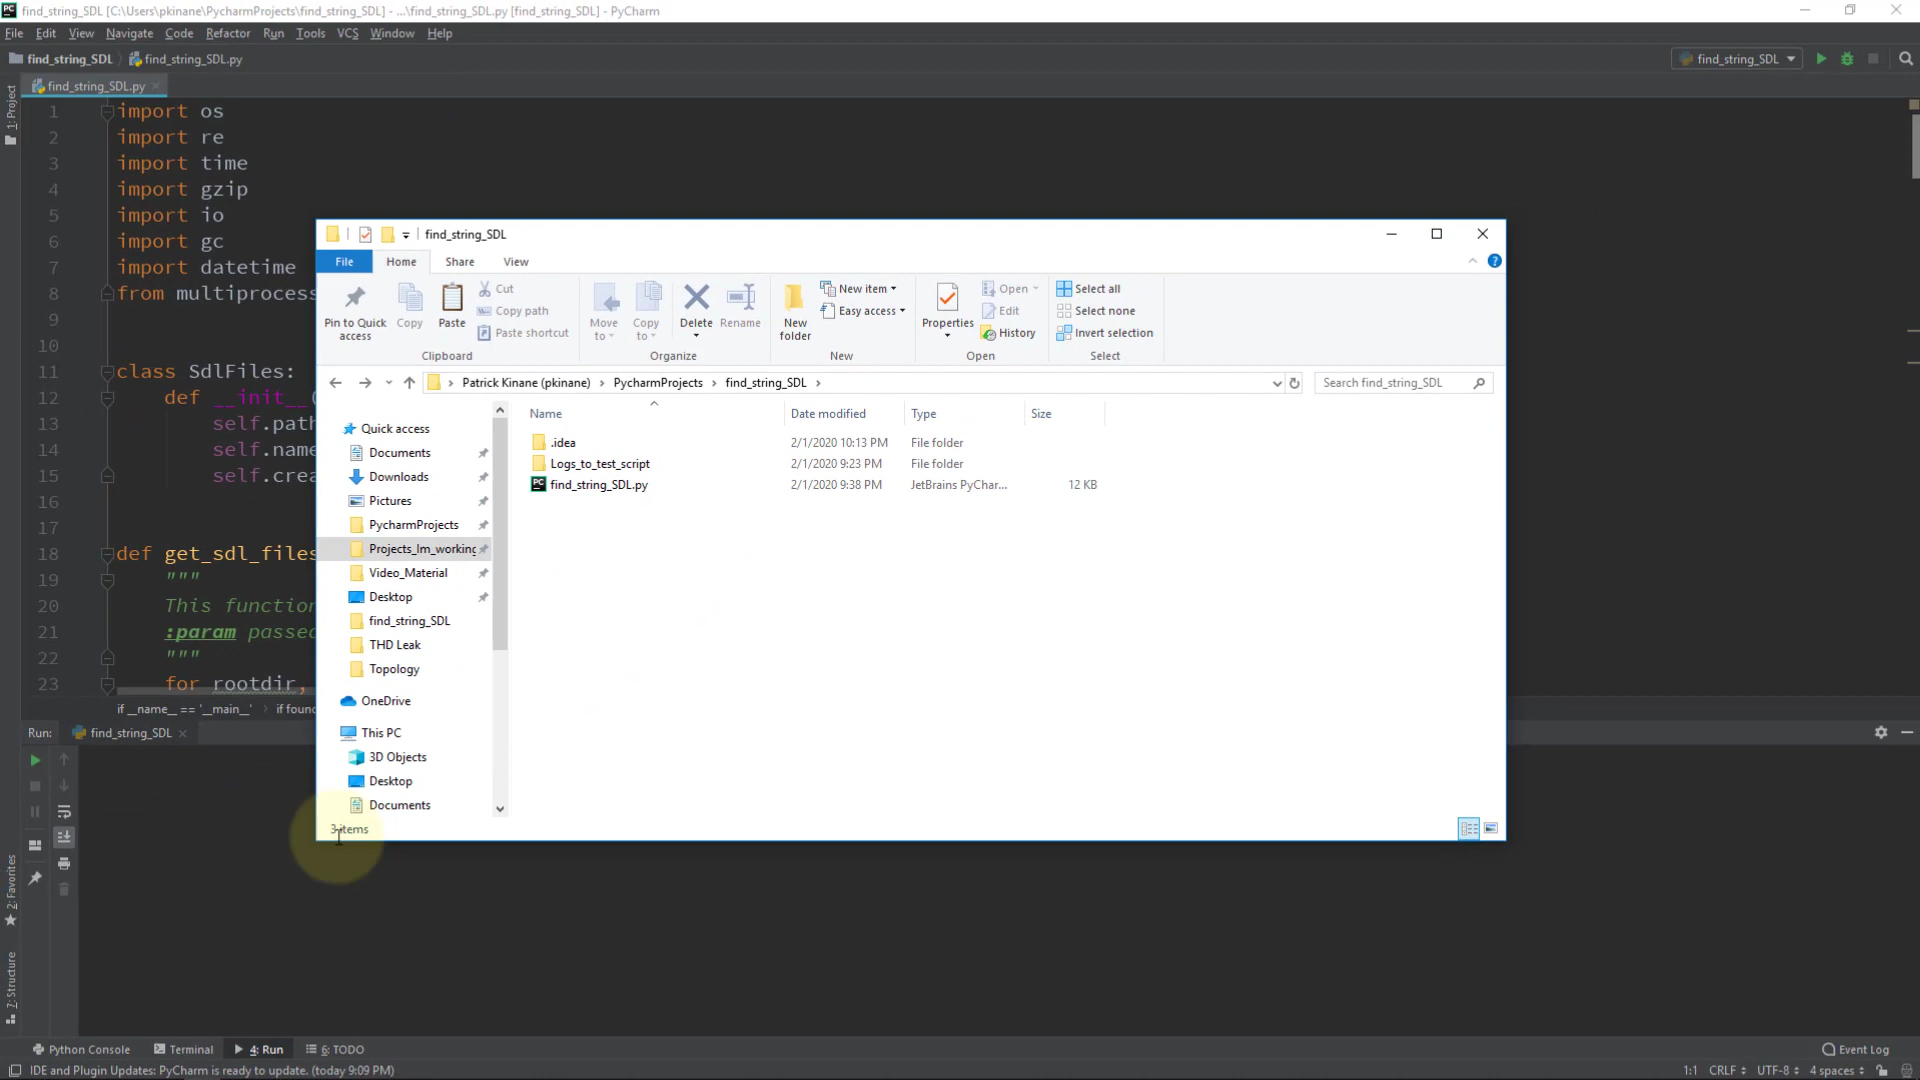 find_string_SDL [C:\Users\pkinane\PycharmProjects\find_string_SDL] - ...\find_string_SDL.py [find_string_SDL] - PyCharm
File Edit View Navigate Code Refactor Run Tools VCS Window Help
find_string_SDL find_string_SDL.py find_string_SDL
find_string_SDL.py
1: Project
1 import os
2 import re
3 import time
4 import gzip
5 import io
6 import gc
7 import datetime
8 from multiprocess
9
10
11 class SdlFiles:
12 def __init__(
13 self.path
14 self.name
15 self.crea
16
17
18 def get_sdl_files
19 """
20 This function
21 :param passed
22 """
23 for rootdir,
if __name__ == '__main__' if foun
find_string_SDL
File Home Share View
Pin to Quick access
Copy
Paste
Cut
Copy path
Paste shortcut
Clipboard
Move to
Copy to
Delete
Rename
Organize
New folder
New item
Easy access
New
Properties
Open
Edit
History
Open
Select all
Select none
Invert selection
Select
Patrick Kinane (pkinane) PycharmProjects find_string_SDL
Search find_string_SDL
Name Date modified Type Size
.idea 2/1/2020 10:13 PM File folder
Logs_to_test_script 2/1/2020 9:23 PM File folder
find_string_SDL.py 2/1/2020 9:38 PM JetBrains PyChar... 12 KB
Quick access
Documents
Downloads
Pictures
PycharmProjects
Projects_Im_working
Video_Material
Desktop
find_string_SDL
THD Leak
Topology
OneDrive
This PC
3D Objects
Desktop
Documents
3 items
Run: find_string_SDL
2: Favorites
7: Structure
Python Console Terminal 4: Run 6: TODO Event Log
IDE and Plugin Updates: PyCharm is ready to update. (today 9:09 PM) 1:1 CRLF UTF-8 4 spaces